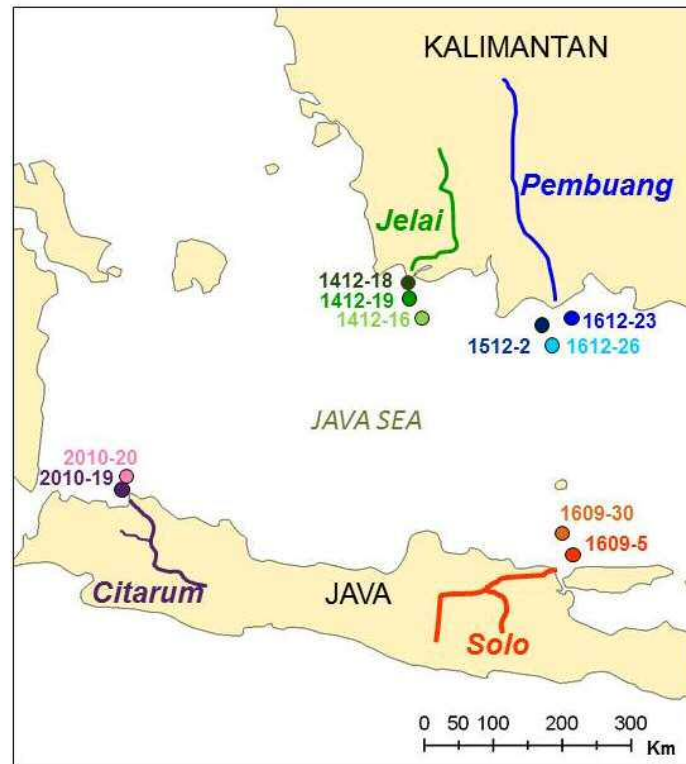 KALIMANTAN
Pembuang
Jelai
1412-18
1412-19
1412-16
1612-23
1512-2
1612-26
JAVA SEA
2010-20
2010-19
1609-30
1609-5
Citarum
JAVA
Solo
0 50 100 200 300
Km